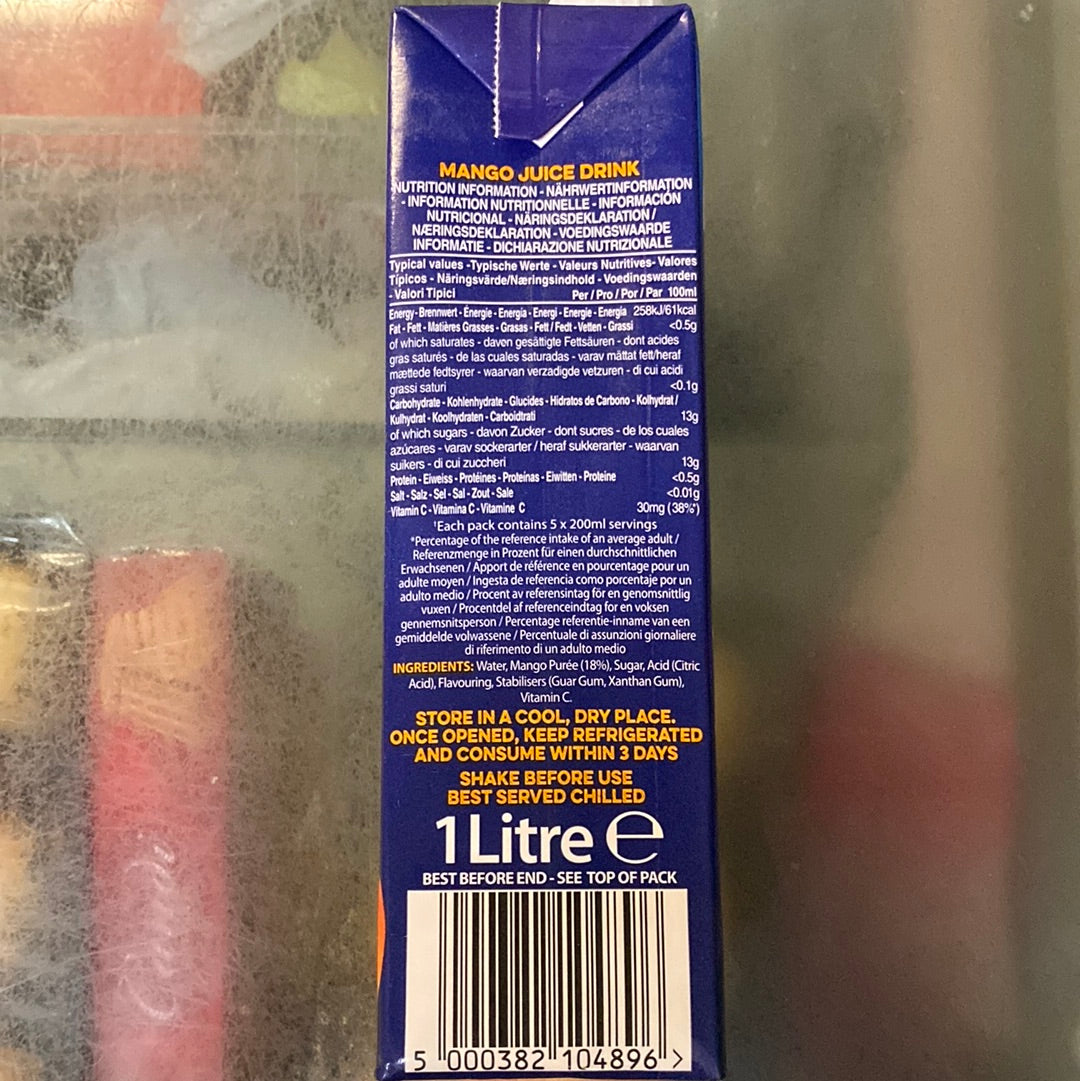 MANGO JUICE DRINK
NUTRITION INFORMATION - NÄHRWERTINFORMATION
- INFORMATION NUTRITIONNELLE - INFORMACIÓN
NUTRICIONAL - NÄRINGSDEKLARATION /
NÆRINGSDEKLARATION - VOEDINGSWAARDE
INFORMATIE - DICHIARAZIONE NUTRIZIONALE
Typical values -Typische Werte - Valeurs Nutritives- Valores
Típicos - Näringsvärde/Næringsindhold - Voedingswaarden
- Valori Tipici Per / Pro / Por / Par 100ml
Energy- Brennwert - Énergie - Energía - Energi - Energie - Energia 258kJ/61kcal
Fat - Fett - Matières Grasses - Grasas - Fett / Fedt - Vetten - Grassi <0.5g
of which saturates - davon gesättigte Fettsäuren - dont acides
gras saturés - de las cuales saturadas - varav mättat fett/heraf
mættede fedtsyrer - waarvan verzadigde vetzuren - di cui acidi
grassi saturi <0.1g
Carbohydrate - Kohlenhydrate - Glucides - Hidratos de Carbono - Kolhydrat /
Kulhydrat - Koolhydraten - Carboidtrati 13g
of which sugars - davon Zucker - dont sucres - de los cuales
azúcares - varav sockerarter / heraf sukkerarter - waarvan
suikers - di cui zuccheri 13g
Protein - Eiweiss - Protéines - Proteínas - Eiwitten - Proteine <0.5g
Salt - Salz - Sel - Sal - Zout - Sale <0.01g
Vitamin C - Vitamina C - Vitamine C 30mg (38%*)
¹Each pack contains 5 x 200ml servings
*Percentage of the reference intake of an average adult /
Referenzmenge in Prozent für einen durchschnittlichen
Erwachsenen / Apport de référence en pourcentage pour un
adulte moyen / Ingesta de referencia como porcentaje por un
adulto medio / Procent av referensintag för en genomsnittlig
vuxen / Procentdel af referenceindtag for en voksen
gennemsnitsperson / Percentage referentie-inname van een
gemiddelde volwassene / Percentuale di assunzioni giornaliere
di riferimento di un adulto medio
INGREDIENTS: Water, Mango Purée (18%), Sugar, Acid (Citric
Acid), Flavouring, Stabilisers (Guar Gum, Xanthan Gum),
Vitamin C.
STORE IN A COOL, DRY PLACE.
ONCE OPENED, KEEP REFRIGERATED
AND CONSUME WITHIN 3 DAYS
SHAKE BEFORE USE
BEST SERVED CHILLED
1 Litre ℮
BEST BEFORE END - SEE TOP OF PACK
5 000382 104896 >